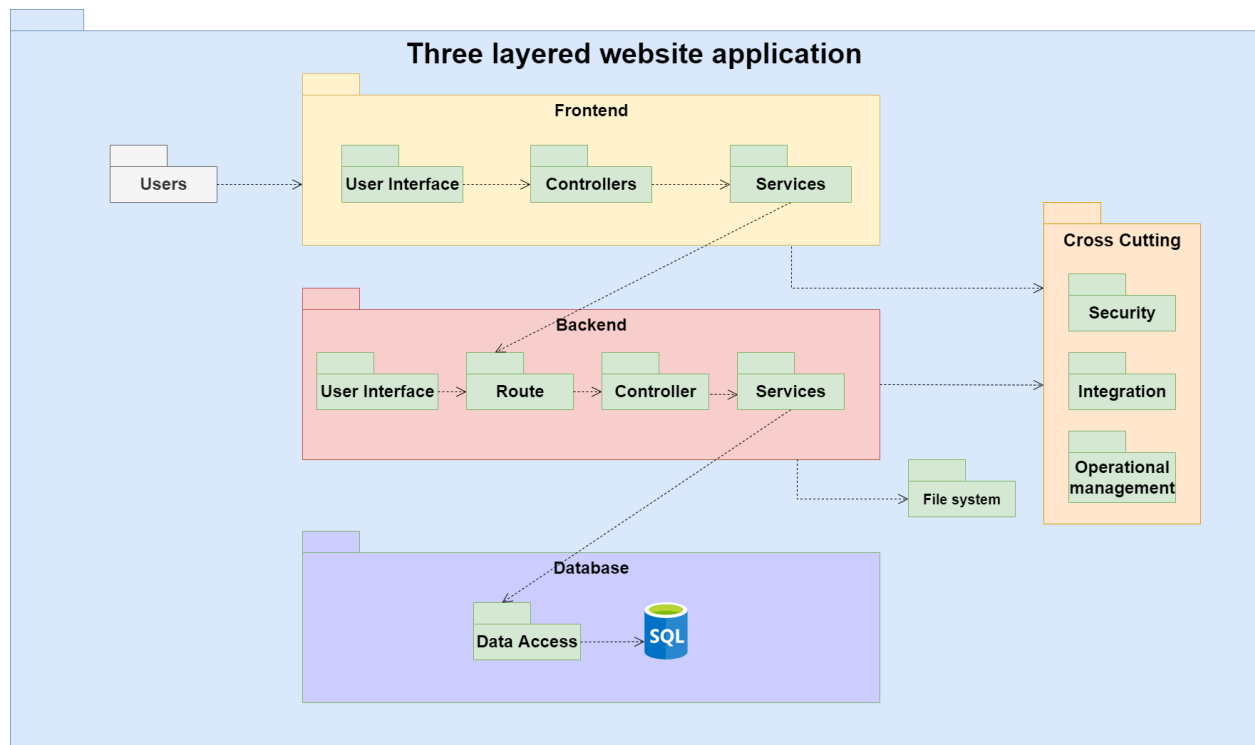 Three layered website application
Frontend
Users
User Interface
Controllers
Services
Cross Cutting
Security
Backend
User Interface
Route
Controller
Services
Integration
Operational
management
File system
Database
Data Access
SQL